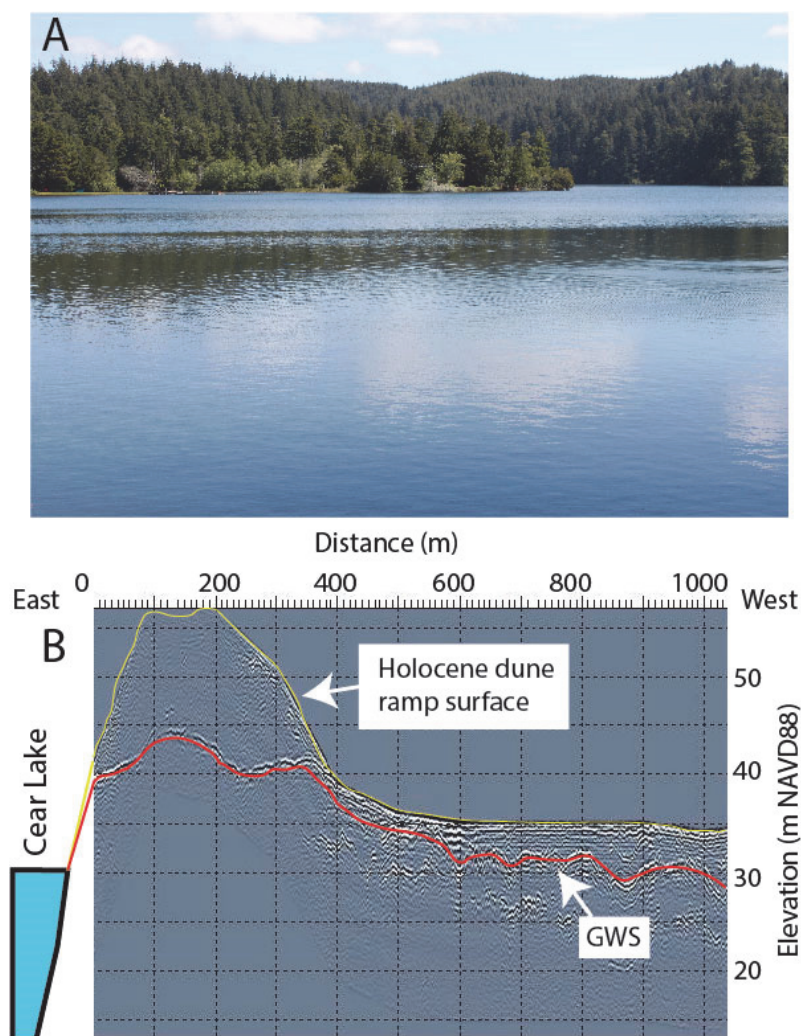 A
Distance (m)
0 200 400 600 800 1000
East
West
B
Holocene dune
ramp surface
50
40
30
20
Elevation (m NAVD88)
Cear Lake
GWS